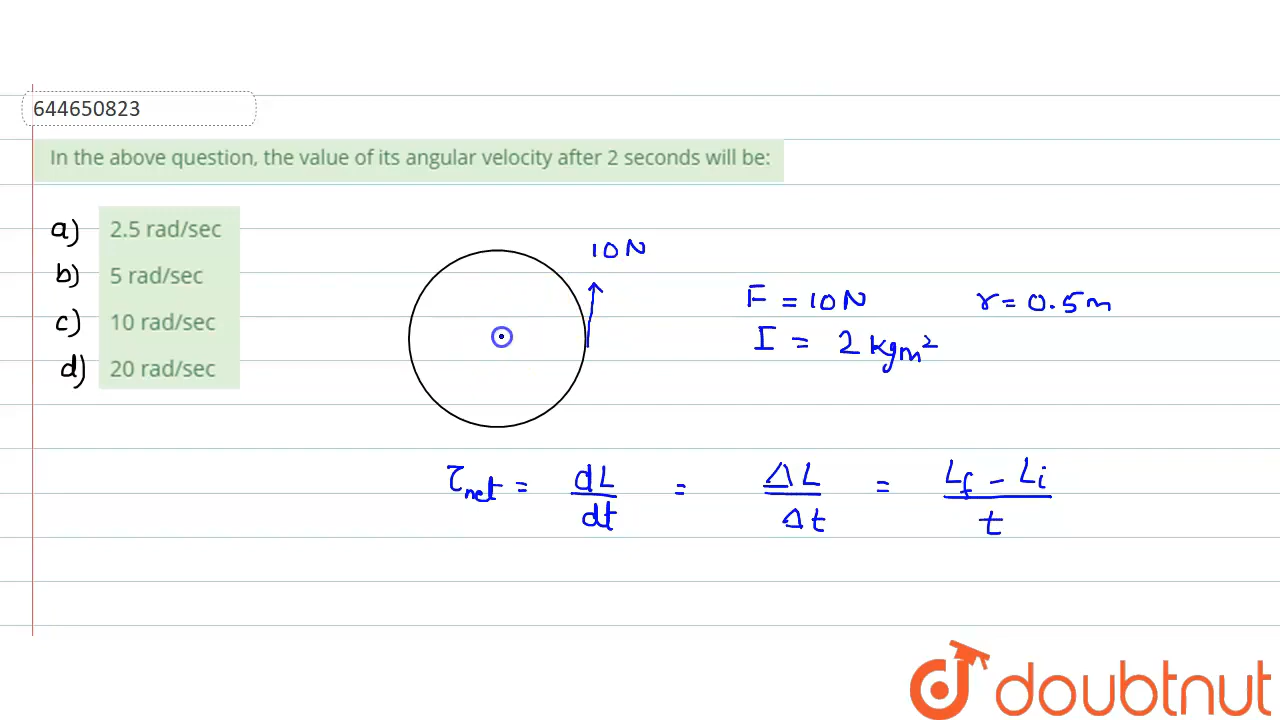 644650823
In the above question, the value of its angular velocity after 2 seconds will be:
a) 2.5 rad/sec
b) 5 rad/sec
c) 10 rad/sec
d) 20 rad/sec
10N
F = 10N r = 0.5m
I = 2 kgm²
τnet = dL/dt = ΔL/Δt = Lf - Li/t
doubtnut